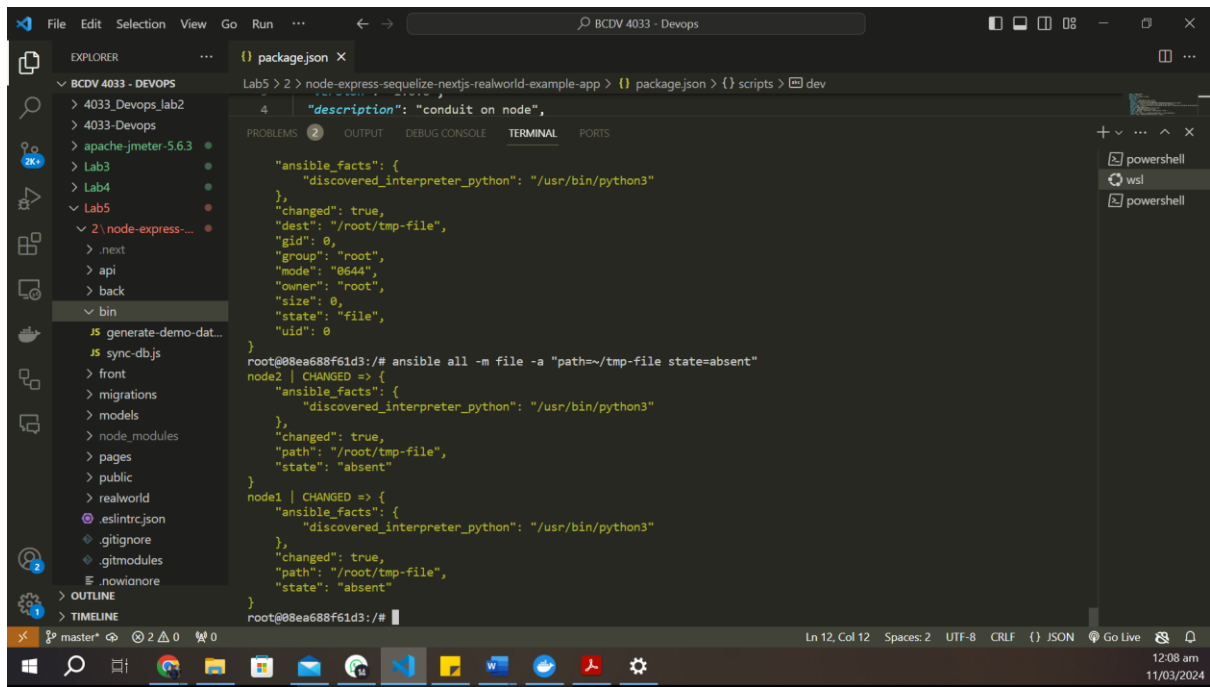 File Edit Selection View Go Run ··· BCDV 4033 - Devops
EXPLORER ···
BCDV 4033 - DEVOPS
4033_Devops_lab2
4033-Devops
apache-jmeter-5.6.3
Lab3
Lab4
Lab5
2\node-express-...
.next
api
back
bin
JS generate-demo-dat...
JS sync-db.js
front
migrations
models
node_modules
pages
public
realworld
.eslintrc.json
.gitignore
.gitmodules
.nowignore
OUTLINE
TIMELINE
2K+
2
1
{} package.json
Lab5 > 2 > node-express-sequelize-nextjs-realworld-example-app > {} package.json > {} scripts > dev
4 "description": "conduit on node",
PROBLEMS 2 OUTPUT DEBUG CONSOLE TERMINAL PORTS
"ansible_facts": {
"discovered_interpreter_python": "/usr/bin/python3"
},
"changed": true,
"dest": "/root/tmp-file",
"gid": 0,
"group": "root",
"mode": "0644",
"owner": "root",
"size": 0,
"state": "file",
"uid": 0
}
root@08ea688f61d3:/# ansible all -m file -a "path=~/tmp-file state=absent"
node2 | CHANGED => {
"ansible_facts": {
"discovered_interpreter_python": "/usr/bin/python3"
},
"changed": true,
"path": "/root/tmp-file",
"state": "absent"
}
node1 | CHANGED => {
"ansible_facts": {
"discovered_interpreter_python": "/usr/bin/python3"
},
"changed": true,
"path": "/root/tmp-file",
"state": "absent"
}
root@08ea688f61d3:/#
powershell
wsl
powershell
master* 2 0 0 Ln 12, Col 12 Spaces: 2 UTF-8 CRLF {} JSON Go Live
12:08 am
11/03/2024